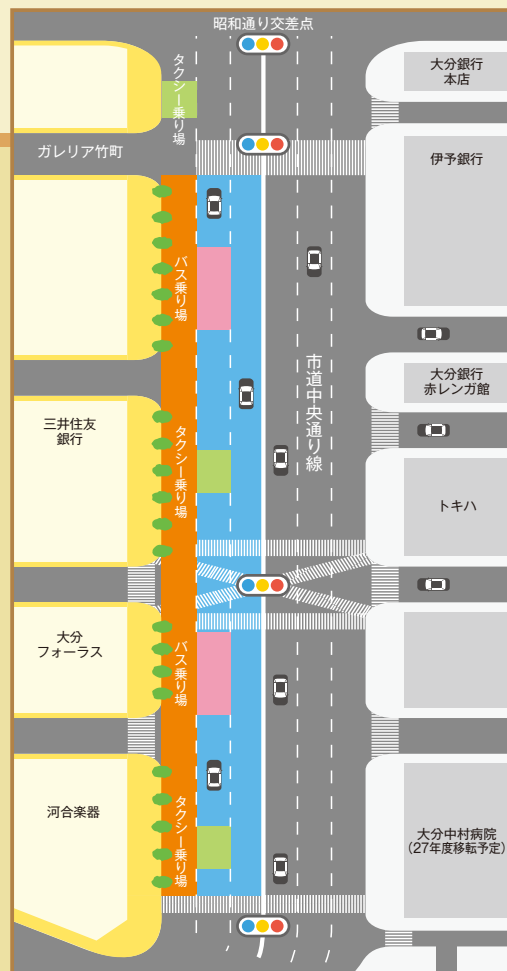 昭和通り交差点
タクシー乗り場
大分銀行
本店
ガレリア竹町
伊予銀行
バス乗り場
市道中央通り線
大分銀行
赤レンガ館
三井住友
銀行
タクシー乗り場
トキハ
大分
フォーラス
バス乗り場
河合楽器
タクシー乗り場
大分中村病院
(27年度移転予定)